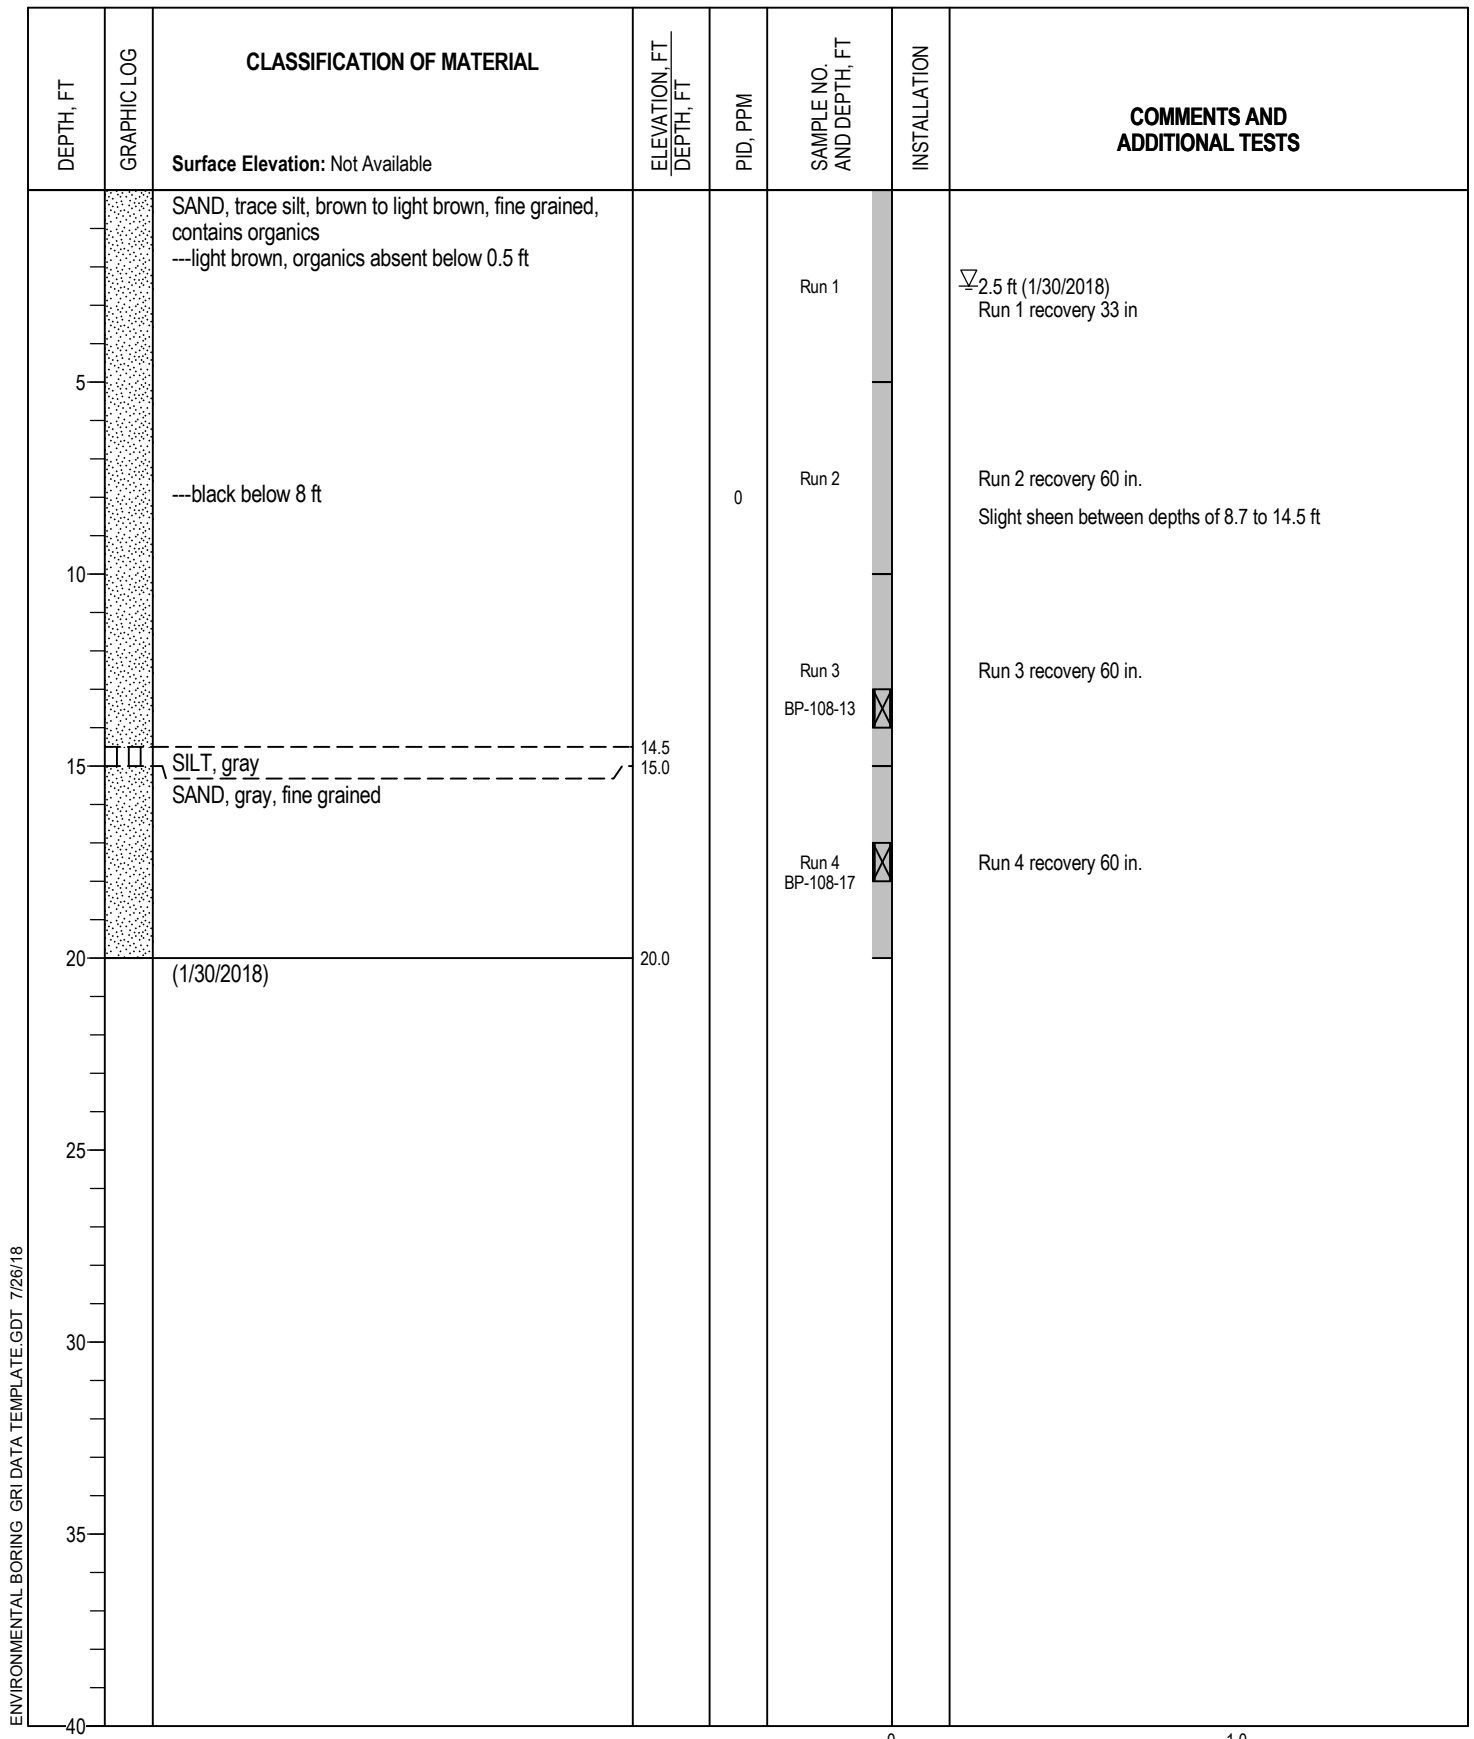 DEPTH, FT
GRAPHIC LOG
CLASSIFICATION OF MATERIAL
Surface Elevation: Not Available
ELEVATION, FT
DEPTH, FT
PID, PPM
SAMPLE NO.
AND DEPTH, FT
INSTALLATION
COMMENTS AND
ADDITIONAL TESTS
SAND, trace silt, brown to light brown, fine grained,
contains organics
---light brown, organics absent below 0.5 ft
Run 1
2.5 ft (1/30/2018)
Run 1 recovery 33 in
5
---black below 8 ft
0
Run 2
Run 2 recovery 60 in.
Slight sheen between depths of 8.7 to 14.5 ft
10
Run 3
Run 3 recovery 60 in.
BP-108-13
14.5
15
SILT, gray
15.0
SAND, gray, fine grained
Run 4
BP-108-17
Run 4 recovery 60 in.
20
20.0
(1/30/2018)
25
30
35
40
ENVIRONMENTAL BORING GRI DATA TEMPLATE.GDT 7/26/18